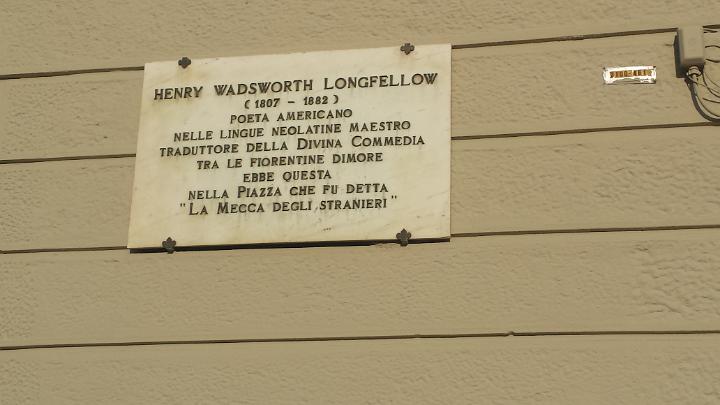 HENRY WADSWORTH LONGFELLOW
(1807 - 1882)
POETA AMERICANO
NELLE LINGUE NEOLATINE MAESTRO
TRADUTTORE DELLA DIVINA COMMEDIA
TRA LE FIORENTINE DIMORE
EBBE QUESTA
NELLA PIAZZA CHE FU DETTA
"LA MECCA DEGLI STRANIERI"